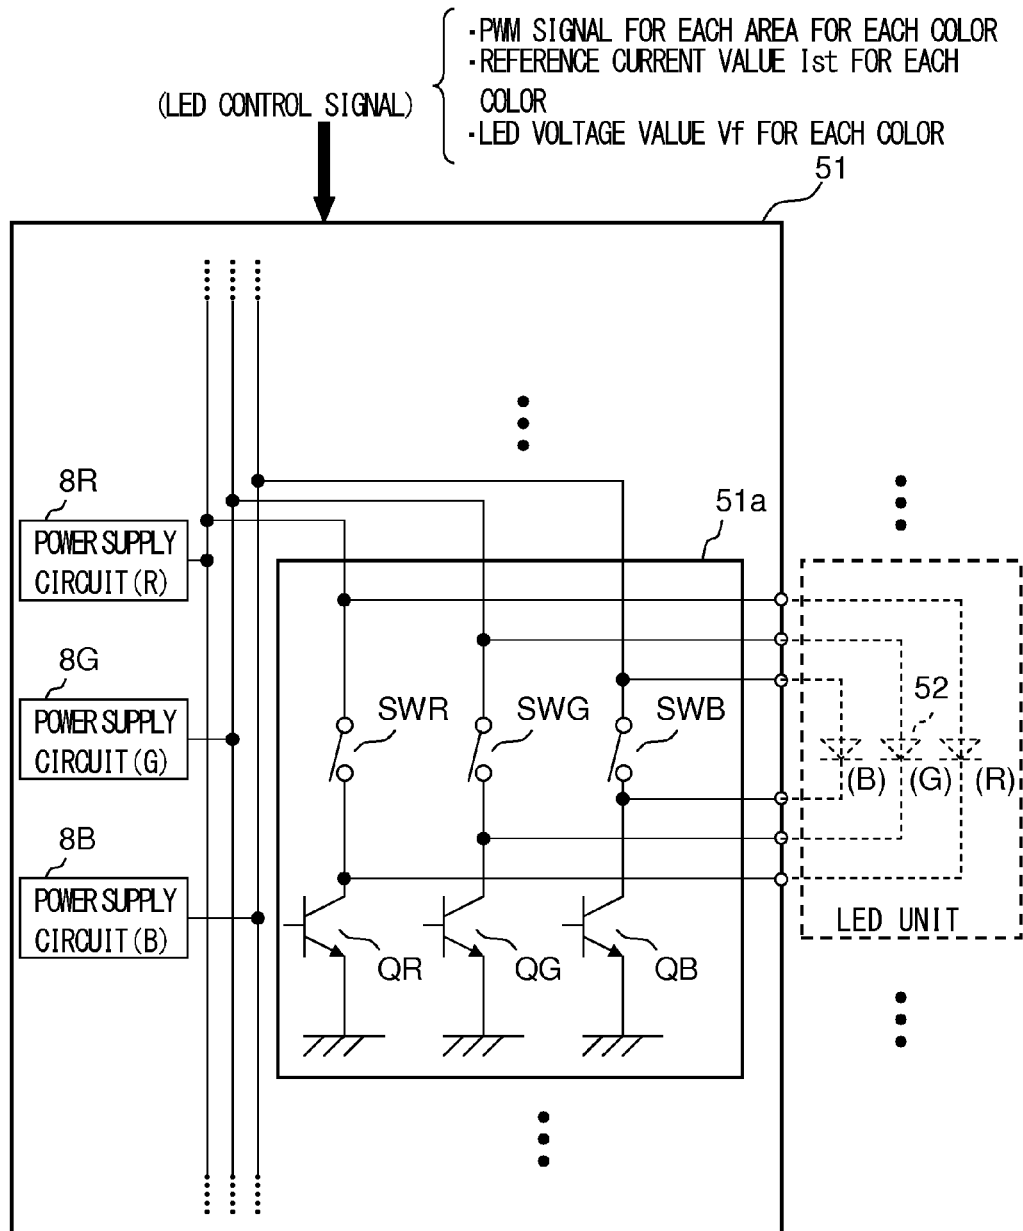 ·PWM SIGNAL FOR EACH AREA FOR EACH COLOR
·REFERENCE CURRENT VALUE Ist FOR EACH
COLOR
·LED VOLTAGE VALUE Vf FOR EACH COLOR
(LED CONTROL SIGNAL)
51
8R
POWER SUPPLY
CIRCUIT(R)
51a
8G
POWER SUPPLY
CIRCUIT(G)
SWR
SWG
SWB
52
(B)
(G)
(R)
8B
POWER SUPPLY
CIRCUIT(B)
QR
QG
QB
LED UNIT